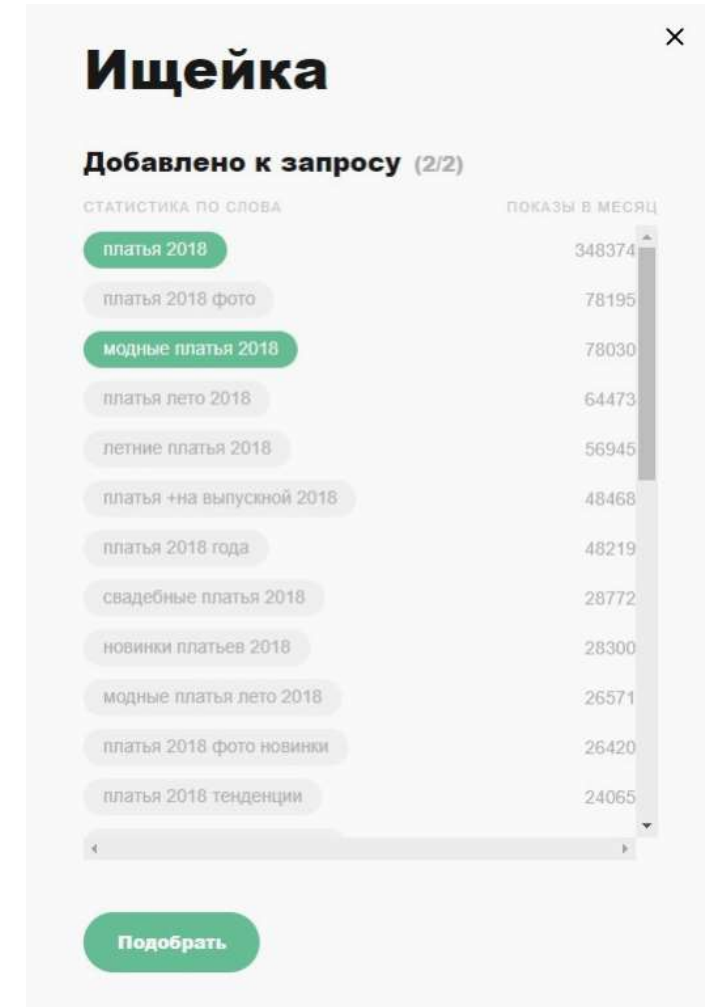 Ищейка
Добавлено к запросу (2/2)
СТАТИСТИКА ПО СЛОВА ПОКАЗЫ В МЕСЯЦ
платья 2018 348374
платья 2018 фото 78195
модные платья 2018 78030
платья лето 2018 64473
летние платья 2018 56945
платья +на выпускной 2018 48468
платья 2018 года 48219
свадебные платья 2018 28772
новинки платьев 2018 28300
модные платья лето 2018 26571
платья 2018 фото новинки 26420
платья 2018 тенденции 24065
Подобрать